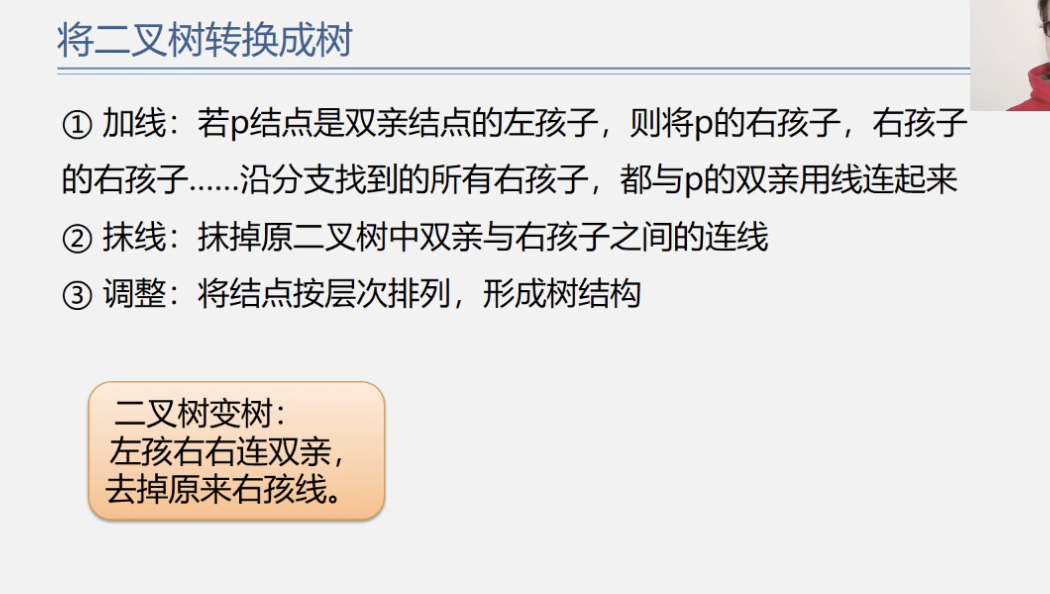 将二叉树转换成树
① 加线：若p结点是双亲结点的左孩子，则将p的右孩子，右孩子
的右孩子……沿分支找到的所有右孩子，都与p的双亲用线连起来
② 抹线：抹掉原二叉树中双亲与右孩子之间的连线
③ 调整：将结点按层次排列，形成树结构
二叉树变树：
左孩右右连双亲，
去掉原来右孩线。